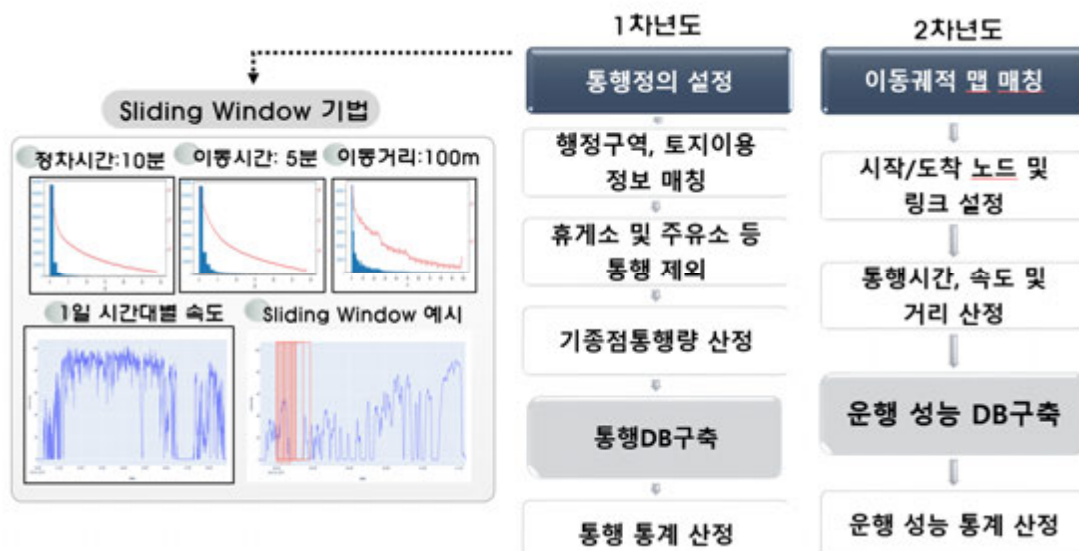 1차년도
2차년도
통행정의 설정
이동궤적 맵 매칭
Sliding Window 기법
정차시간:10분
이동시간: 5분
이동거리:100m
1일 시간대별 속도
Sliding Window 예시
행정구역, 토지이용
정보 매칭
휴게소 및 주유소 등
통행 제외
기종점통행량 산정
통행DB구축
통행 통계 산정
시작/도착 노드 및
링크 설정
통행시간, 속도 및
거리 산정
운행 성능 DB구축
운행 성능 통계 산정